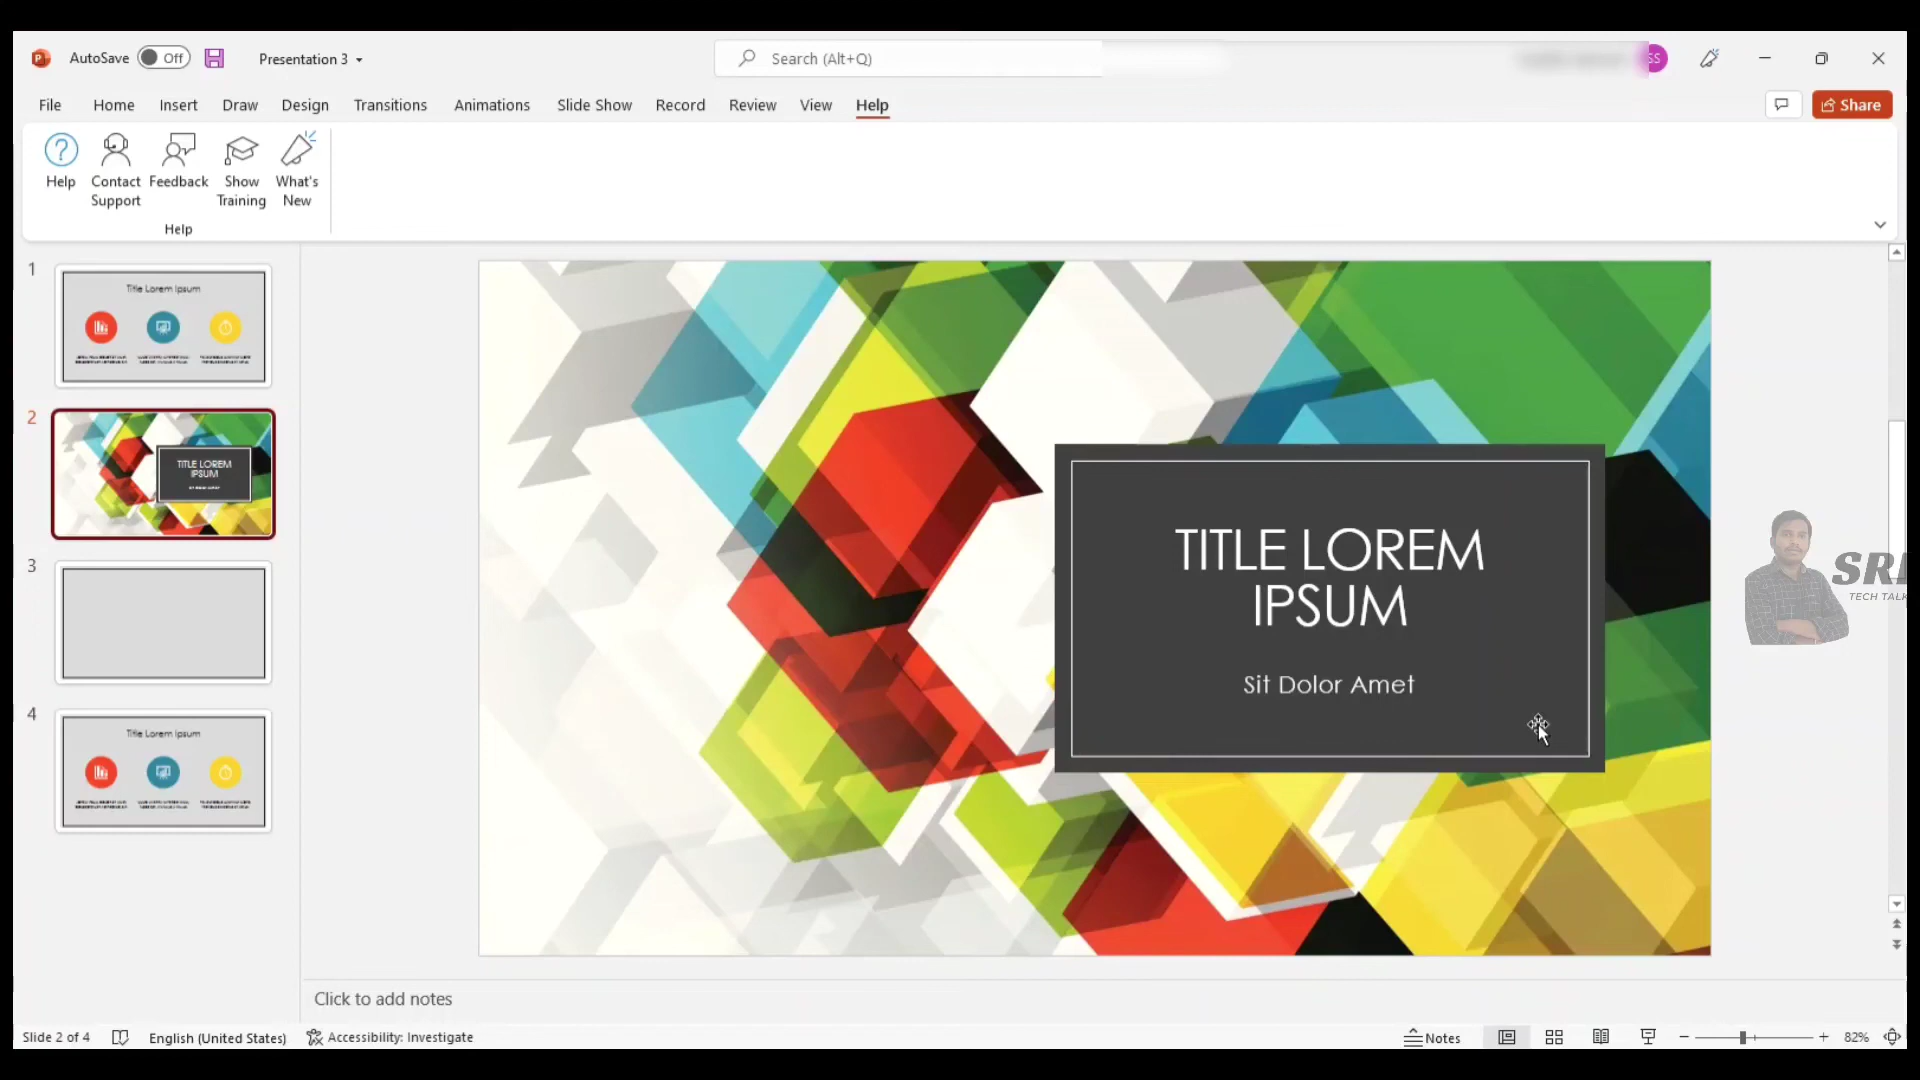 AutoSave Off Presentation 3 Search (Alt+Q) SS
File Home Insert Draw Design Transitions Animations Slide Show Record Review View Help Share
Help Contact Support Feedback Show Training What's New
Help
1
Title Lorem Ipsum
2
TITLE LOREM
IPSUM
3
4
Title Lorem Ipsum
TITLE LOREM
IPSUM
Sit Dolor Amet
TECH TALK
Click to add notes
Slide 2 of 4 English (United States) Accessibility: Investigate Notes 82%